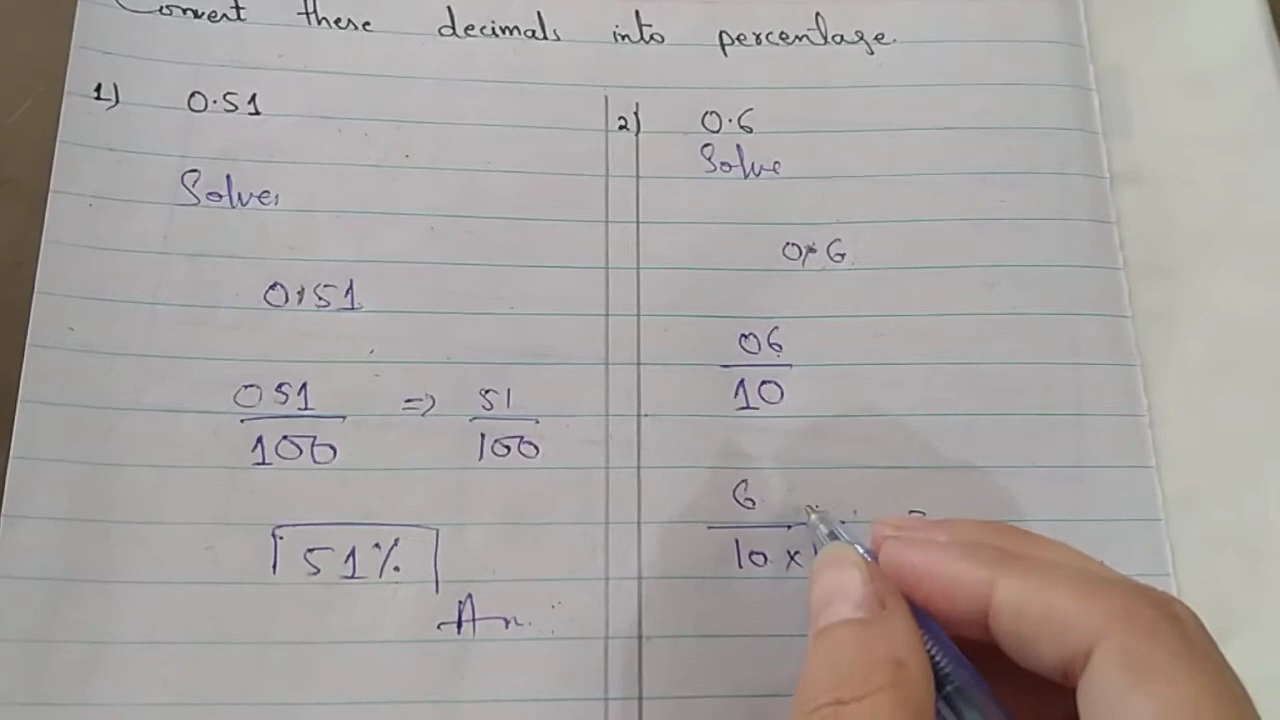 Convert these decimals into percentage.
1) 0.51
Solve,
0.51
051
100
=> 51
100
51%
An.
2) 0.6
Solve
0.6
06
10
6
10 x